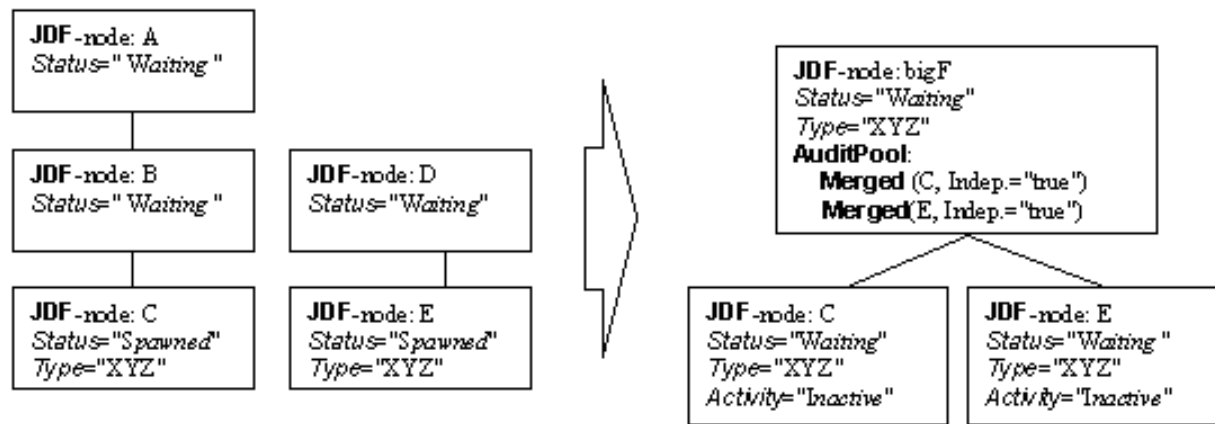 JDF-node: A
Status=" Waiting "
JDF-node: B
Status=" Waiting "
JDF-node: C
Status="Spawned"
Type="XYZ"
JDF-node: D
Status="Waiting"
JDF-node: E
Status="Spawned"
Type="XYZ"
JDF-node: bigF
Status="Waiting"
Type="XYZ"
AuditPool:
Merged (C, Indep.="true")
Merged(E, Indep.="true")
JDF-node: C
Status="Waiting"
Type="XYZ"
Activity="Inactive"
JDF-node: E
Status="Waiting "
Type="XYZ"
Activity="Inactive"